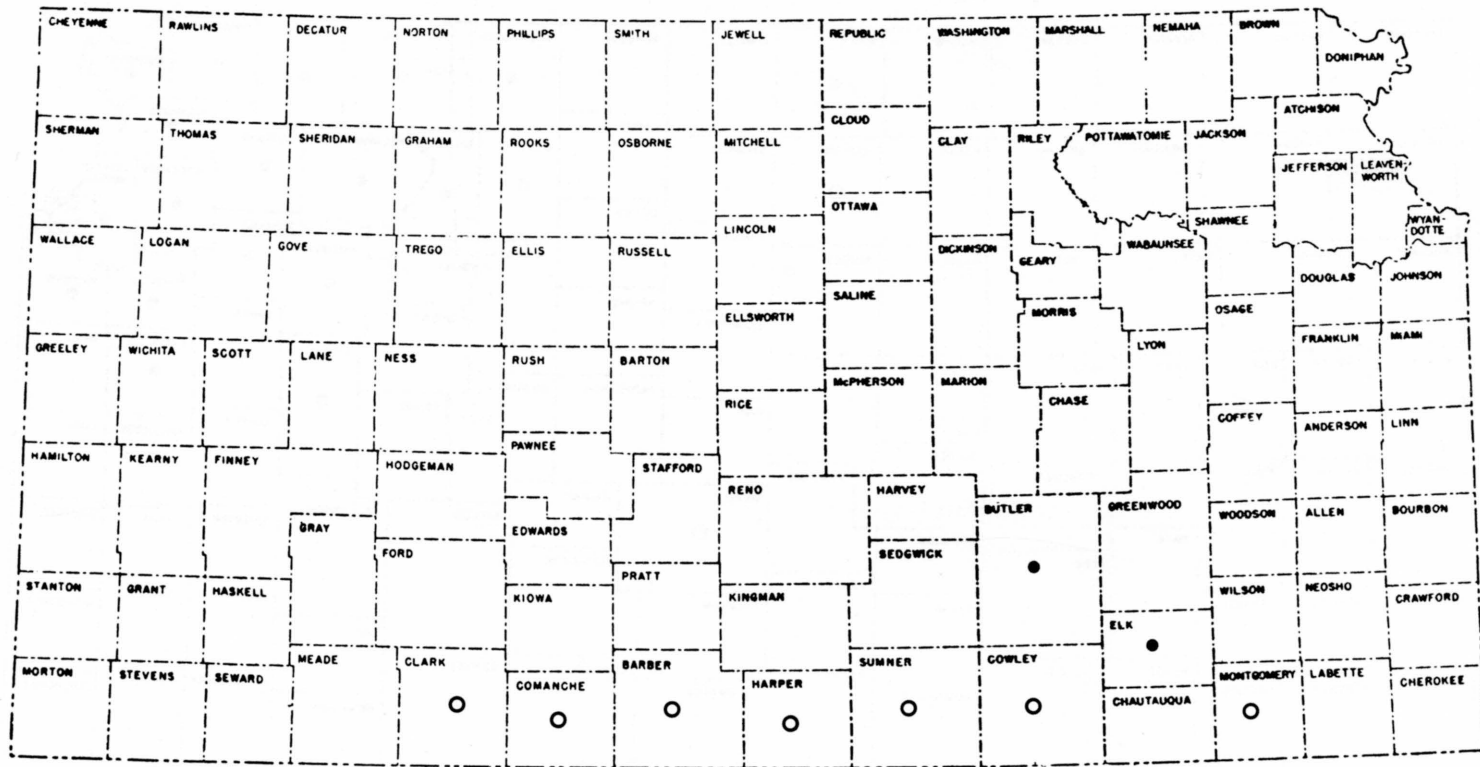 CHEYENNE RAWLINS DECATUR NORTON PHILLIPS SMITH JEWELL REPUBLIC WASHINGTON MARSHALL NEMAHA BROWN
DONIPHAN
ATCHISON
SHERMAN THOMAS SHERIDAN GRAHAM ROOKS OSBORNE MITCHELL CLOUD CLAY RILEY POTTAWATOMIE JACKSON
JEFFERSON LEAVEN-
WORTH
WYAN
DOTTE
WALLACE LOGAN GOVE TREGO ELLIS RUSSELL LINCOLN OTTAWA DICKINSON GEARY WABAUNSEE SHAWNEE
DOUGLAS JOHNSON
ELLSWORTH SALINE MORRIS OSAGE
GREELEY WICHITA SCOTT LANE NESS RUSH BARTON LYON FRANKLIN MIAMI
RICE McPHERSON MARION CHASE COFFEY ANDERSON LINN
HAMILTON KEARNY FINNEY HODGEMAN PAWNEE STAFFORD RENO HARVEY BUTLER GREENWOOD WOODSON ALLEN BOURBON
GRAY FORD EDWARDS SEDGWICK
STANTON GRANT HASKELL KIOWA PRATT KINGMAN ELK WILSON NEOSHO CRAWFORD
MORTON STEVENS SEWARD MEADE CLARK COMANCHE BARBER HARPER SUMNER COWLEY CHAUTAUQUA MONTGOMERY LABETTE CHEROKEE